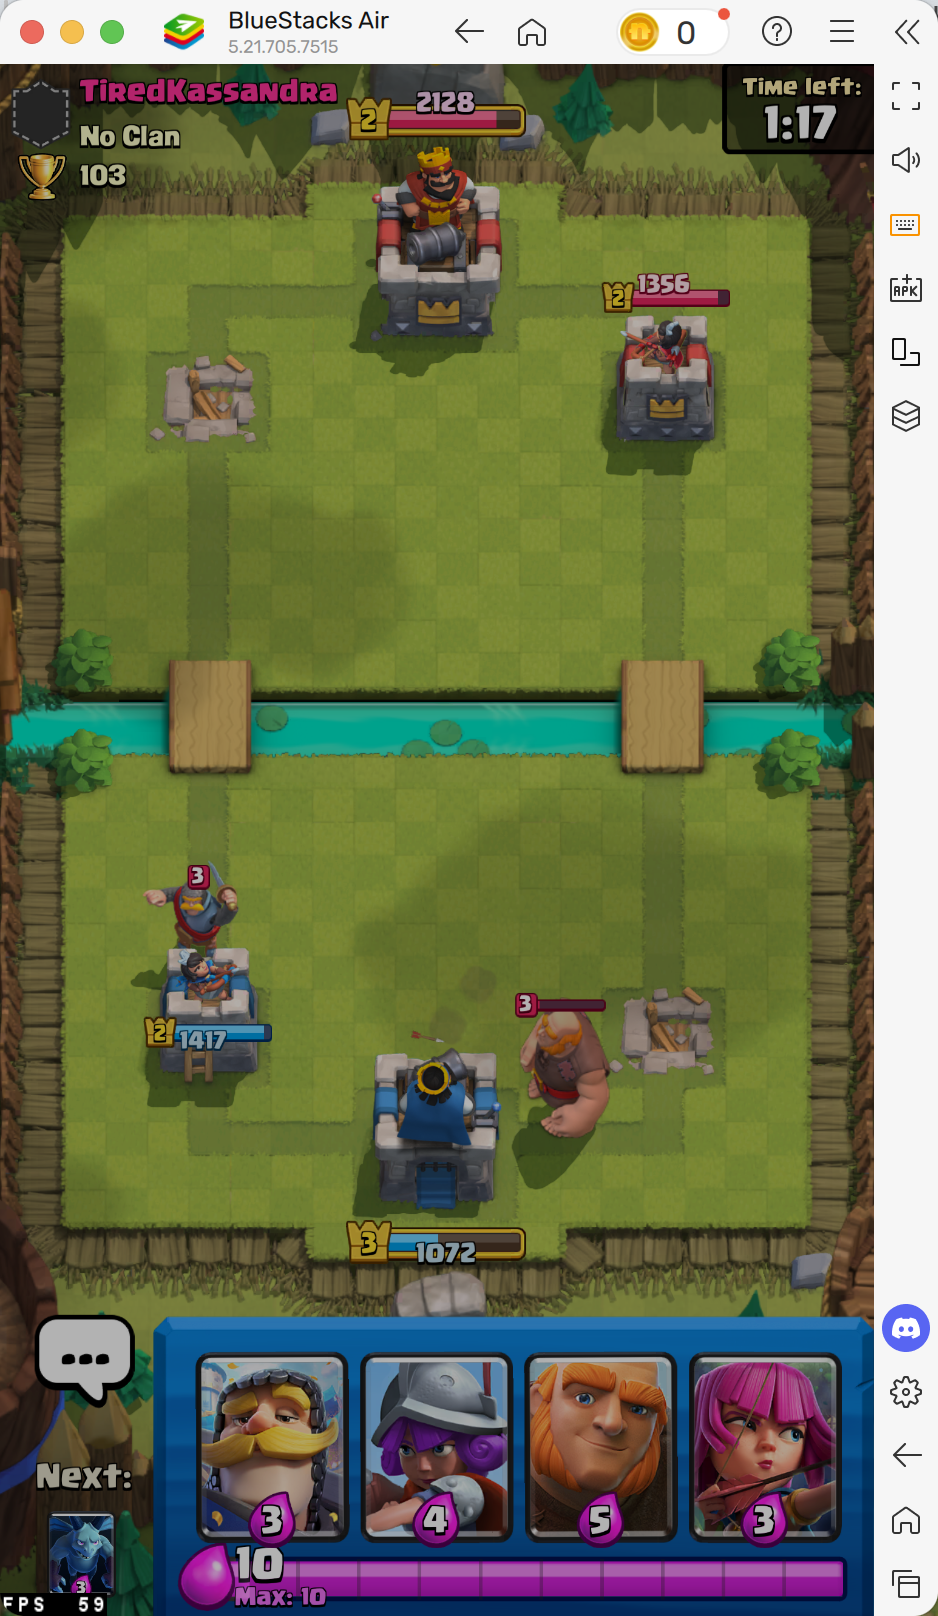 BlueStacks Air
5.21.705.7515
0
TiredKassandra
No Clan
103
2
2128
Time left:
1:17
2
1356
APK
3
2
1417
3
3
1072
3
4
5
3
Next:
3
10
Max: 10
FPS 59